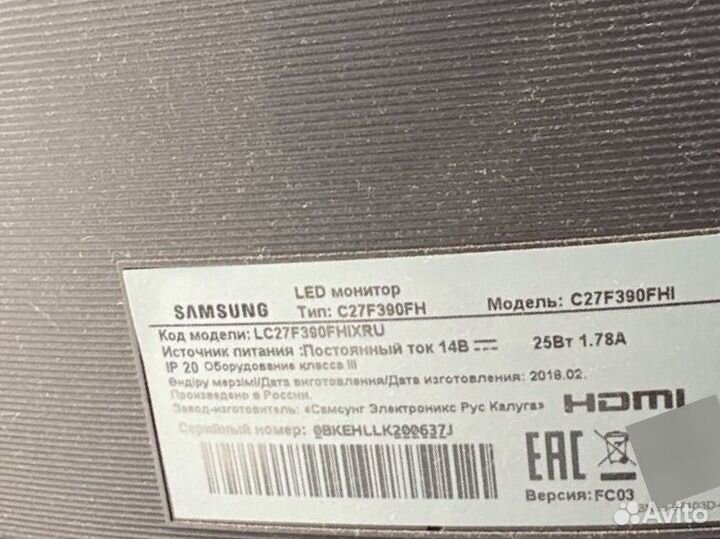 LED монитор
SAMSUNG Тип: C27F390FH Модель: C27F390FHI
Код модели: LC27F390FHIXRU
Источник питания :Постоянный ток 14В 25Вт 1.78А
IP 20 Оборудование класса III
Өндіру мерзімі/Дата виготовлення/Дата изготовления: 2018.02.
Произведено в России.
Завод-изготовитель: «Самсунг Электроникс Рус Калуга» HDMI
Серийный номер: 0BKEHLLK200637J
EAC
Версия: FC03
Avito